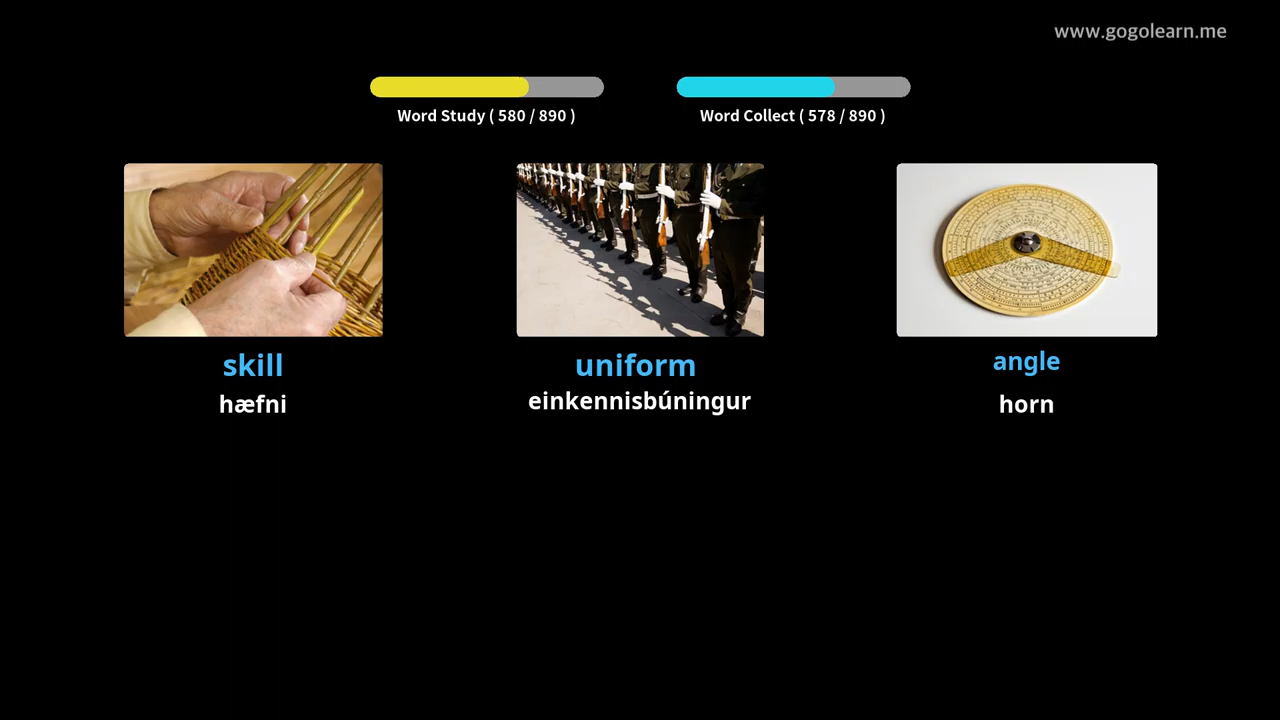 www.gogolearn.me
Word Study ( 580 / 890 )
Word Collect ( 578 / 890 )
skill
hæfni
uniform
einkennisbúningur
angle
horn